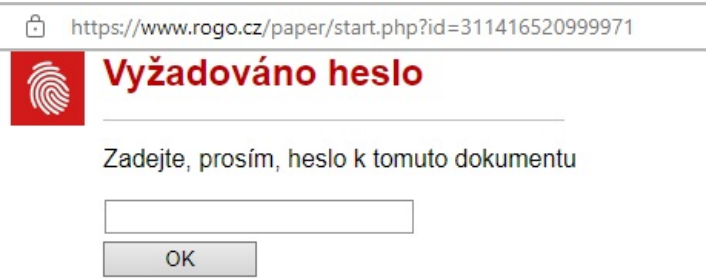 https://www.rogo.cz/paper/start.php?id=311416520999971
Vyžadováno heslo
Zadejte, prosím, heslo k tomuto dokumentu
OK